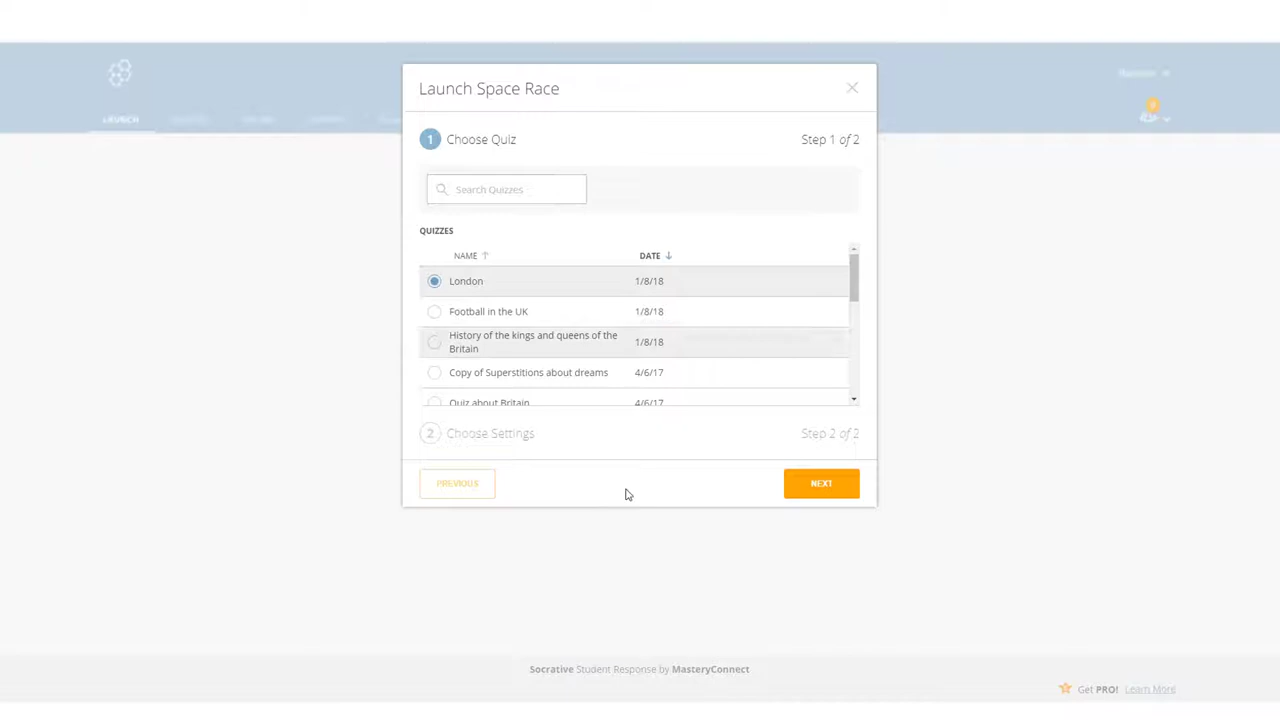 Launch Space Race
LAUNCH
1 Choose Quiz Step 1 of 2
Search Quizzes
QUIZZES
NAME DATE
London 1/8/18
Football in the UK 1/8/18
History of the kings and queens of the
Britain 1/8/18
Copy of Superstitions about dreams 4/6/17
Quiz about Britain 4/6/17
2 Choose Settings Step 2 of 2
PREVIOUS NEXT
Socrative Student Response by MasteryConnect
Get PRO! Learn More